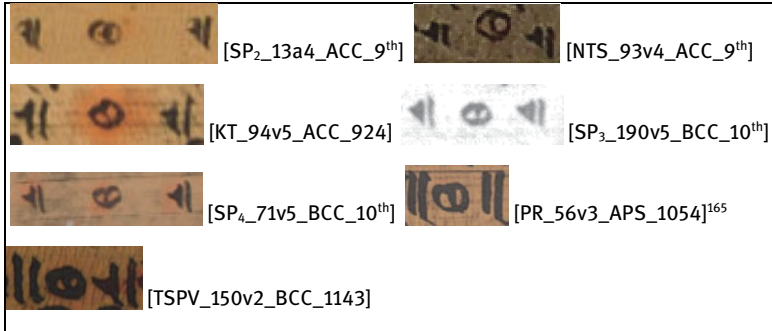 [SP₂_13a4_ACC_9ᵗʰ] [NTS_93v4_ACC_9ᵗʰ]
[KT_94v5_ACC_924] [SP₃_190v5_BCC_10ᵗʰ]
[SP₄_71v5_BCC_10ᵗʰ] [PR_56v3_APS_1054]¹⁶⁵
[TSPV_150v2_BCC_1143]